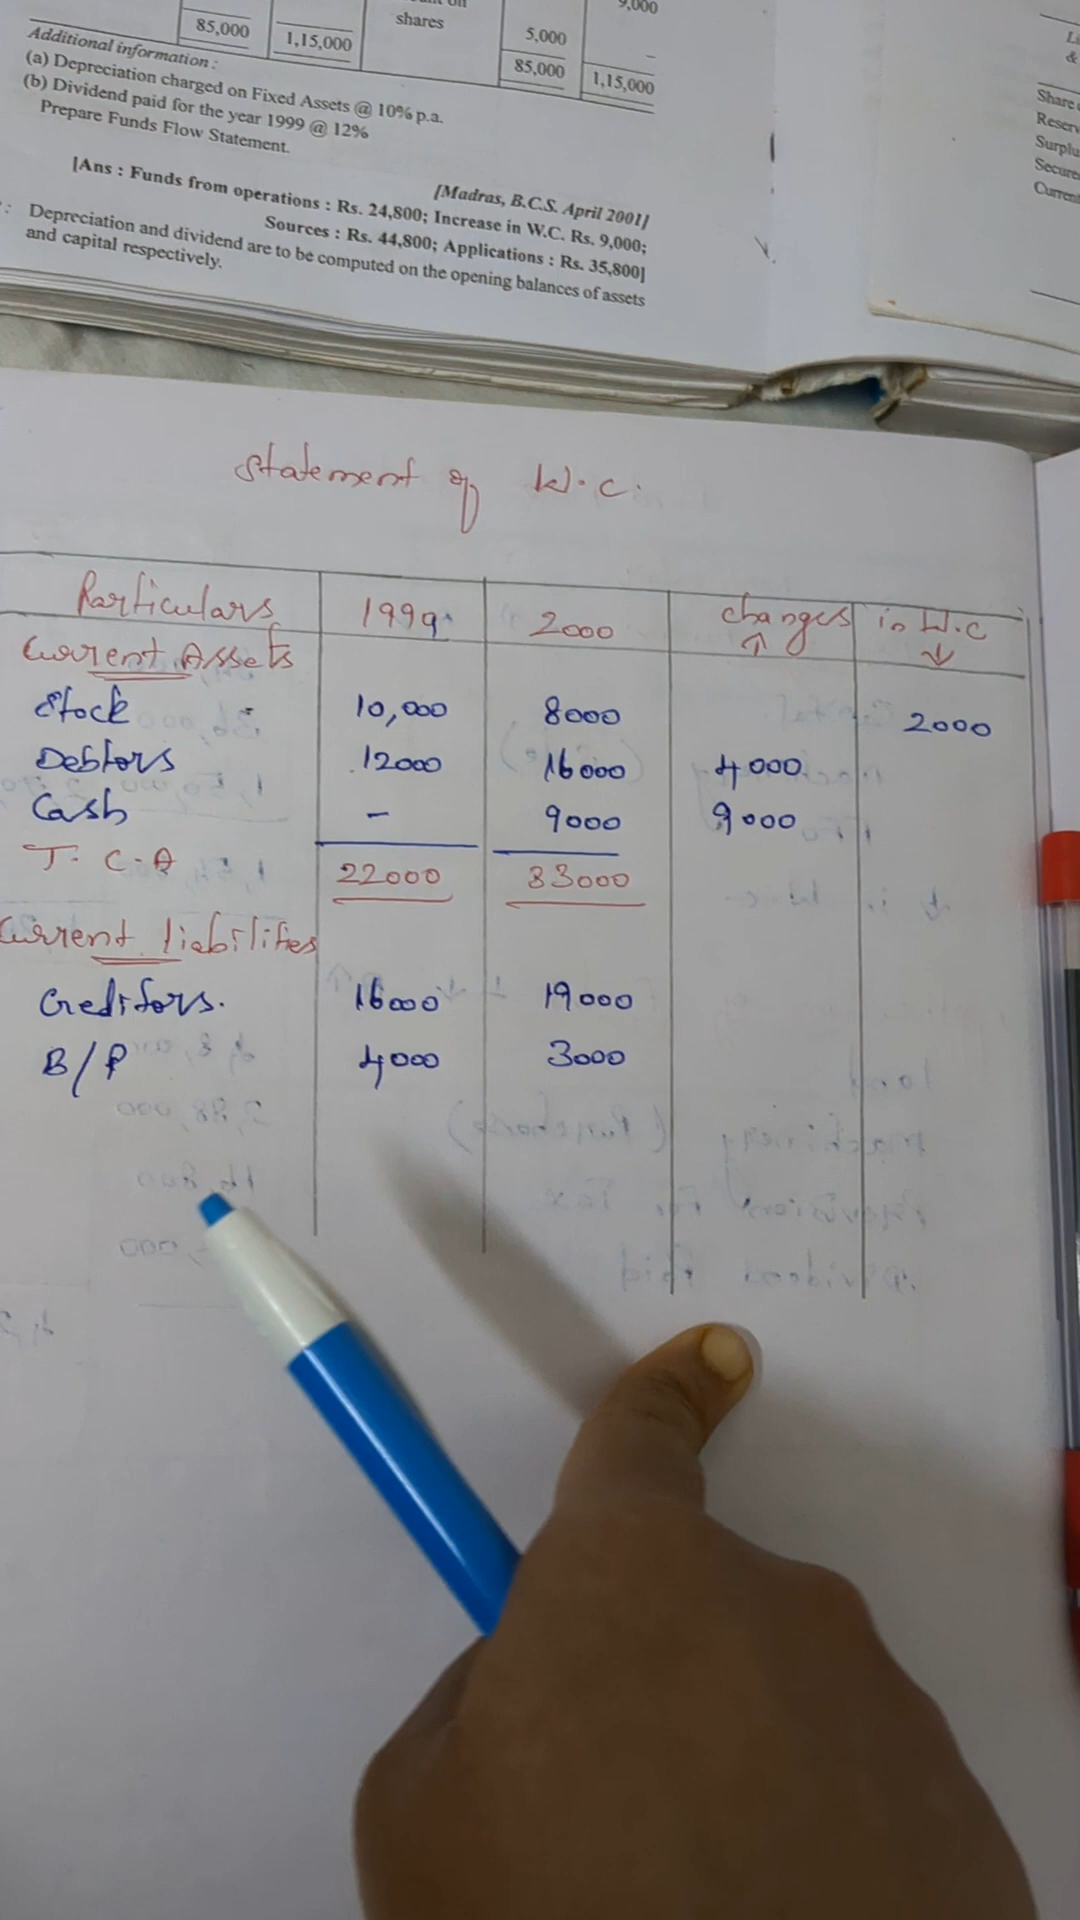 9,000
shares
5,000
85,000 1,15,000
85,000 1,15,000
Additional information :
(a) Depreciation charged on Fixed Assets @ 10% p.a.
(b) Dividend paid for the year 1999 @ 12%
Prepare Funds Flow Statement.
[Madras, B.C.S. April 2001]
[Ans : Funds from operations : Rs. 24,800; Increase in W.C. Rs. 9,000;
Sources : Rs. 44,800; Applications : Rs. 35,800]
: Depreciation and dividend are to be computed on the opening balances of assets
and capital respectively.
&
Share
Statement of W.C.
Particulars 1999 2000 changes in W.C
↑ ↓
Current Assets
Stock 10,000 8000 2000
Debtors 12000 16000 4000
Cash - 9000 9000
T. C.A 22000 33000
Current liabilities
Creditors. 16000 19000
B/P 4000 3000